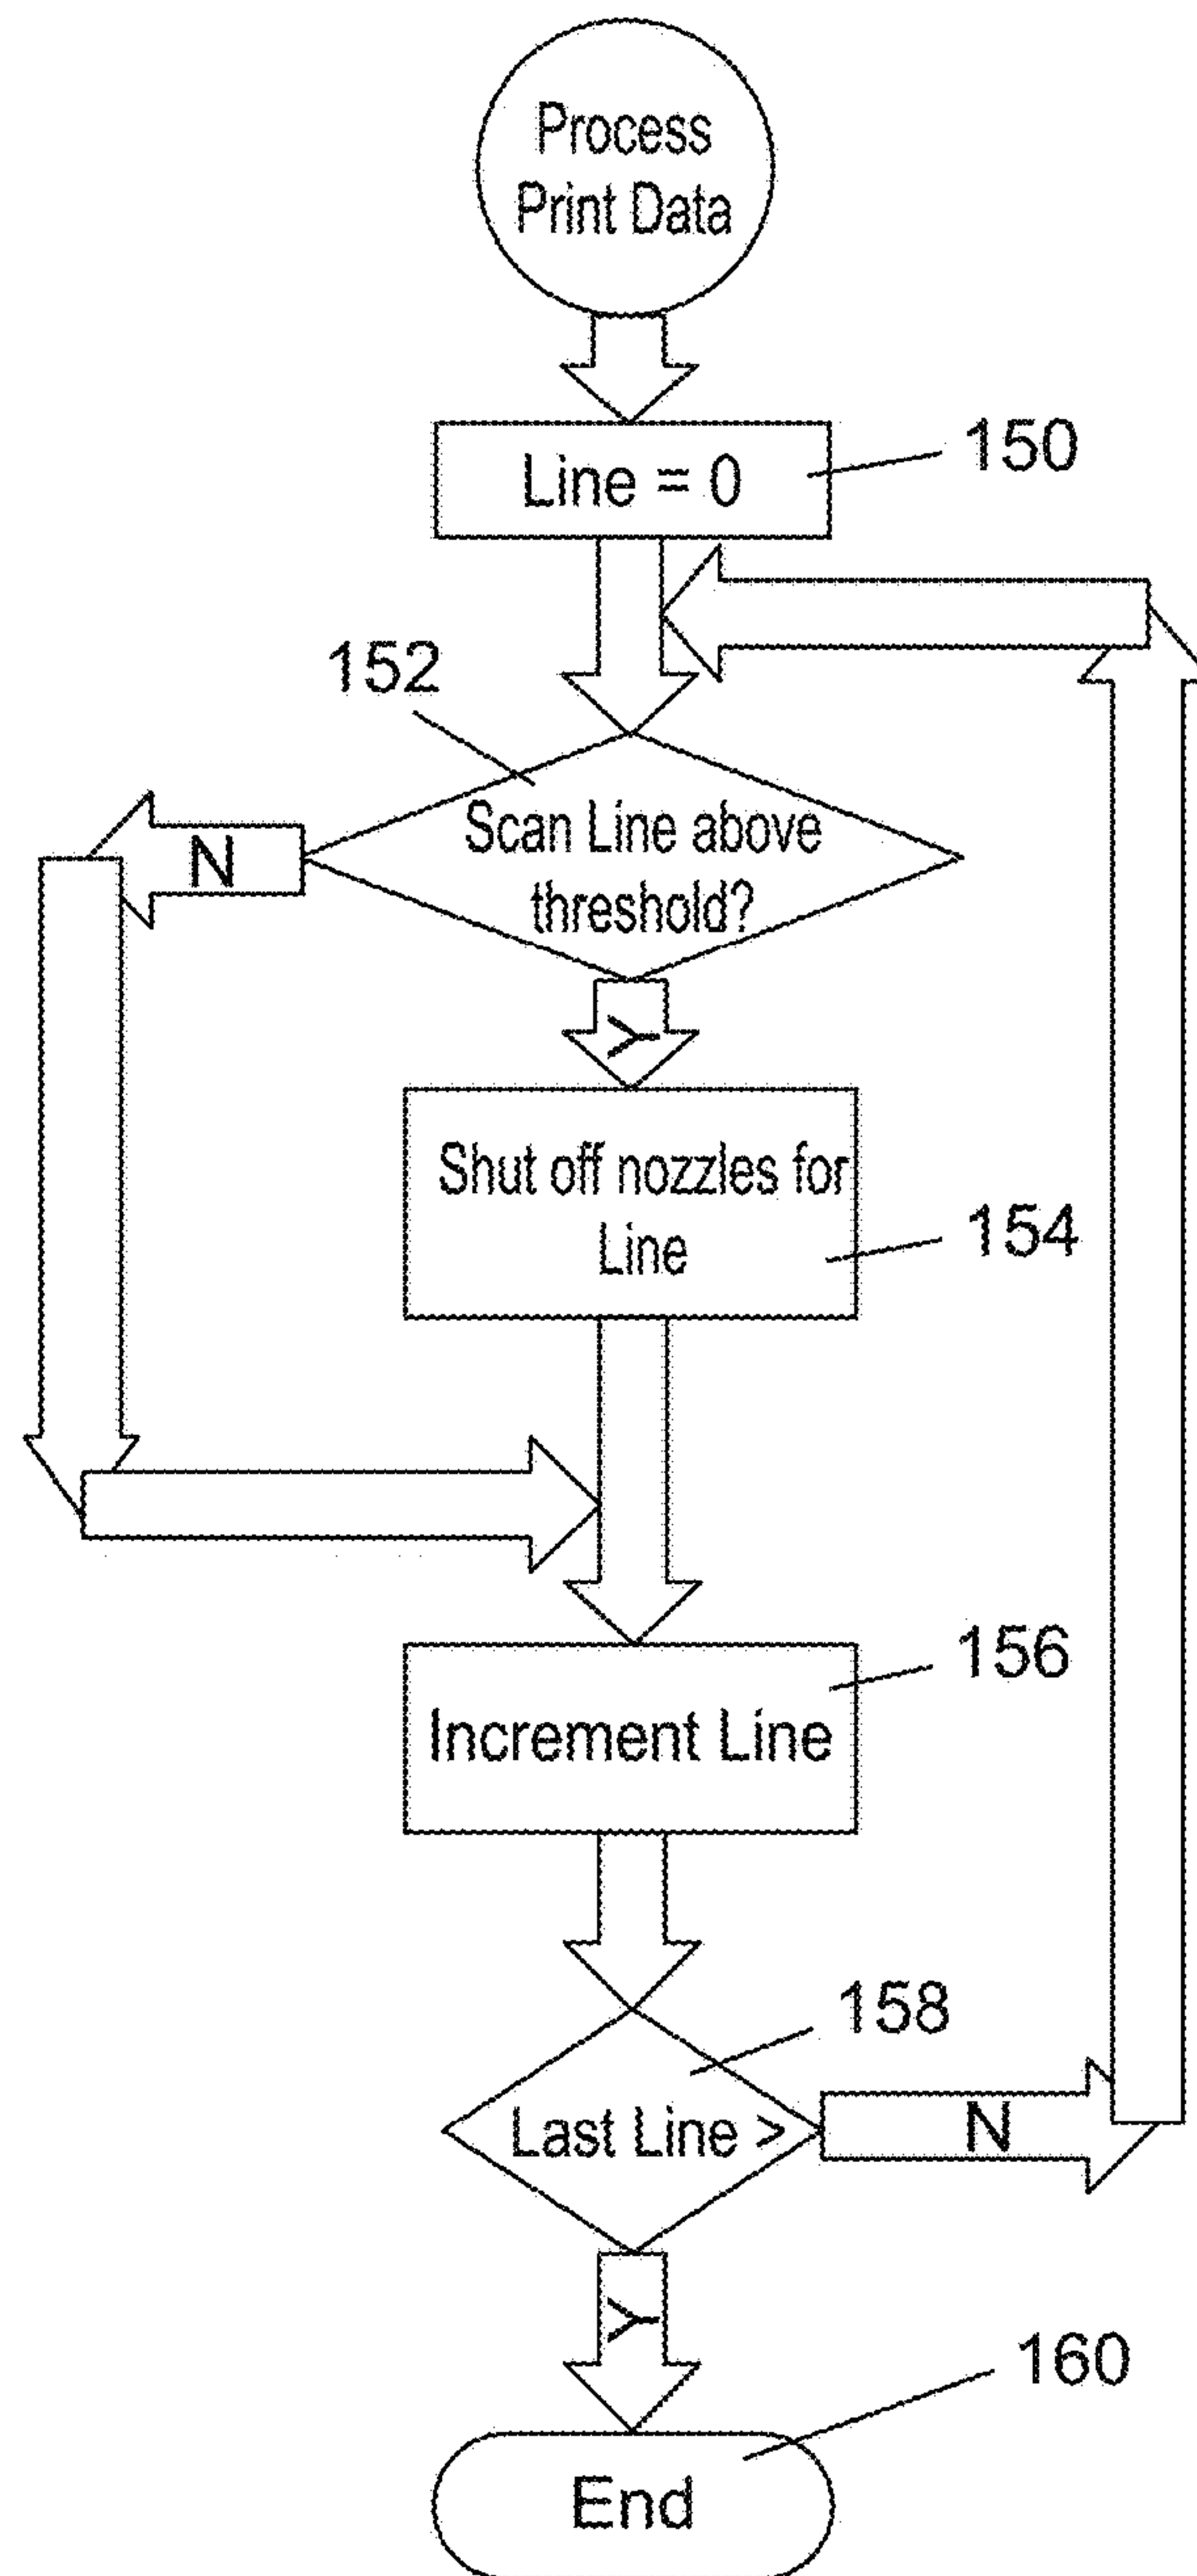 Process
Print Data
Line = 0
150
152
Scan Line above
threshold?
N
Y
Shut off nozzles for
Line
154
156
Increment Line
158
Last Line >
N
Y
160
End